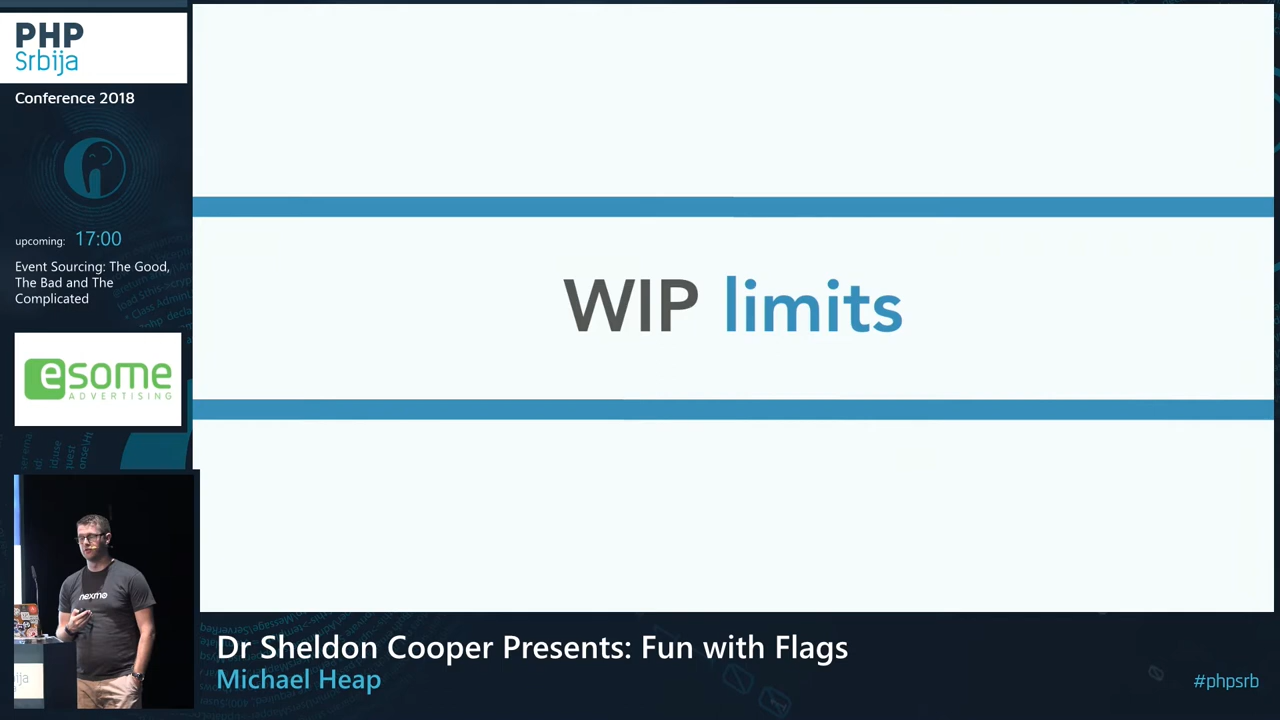 PHP
Srbija
Conference 2018
upcoming: 17:00
Event Sourcing: The Good,
The Bad and The
Complicated
esome
ADVERTISING
WIP limits
nexmo
Dr Sheldon Cooper Presents: Fun with Flags
Michael Heap
#phpsrb